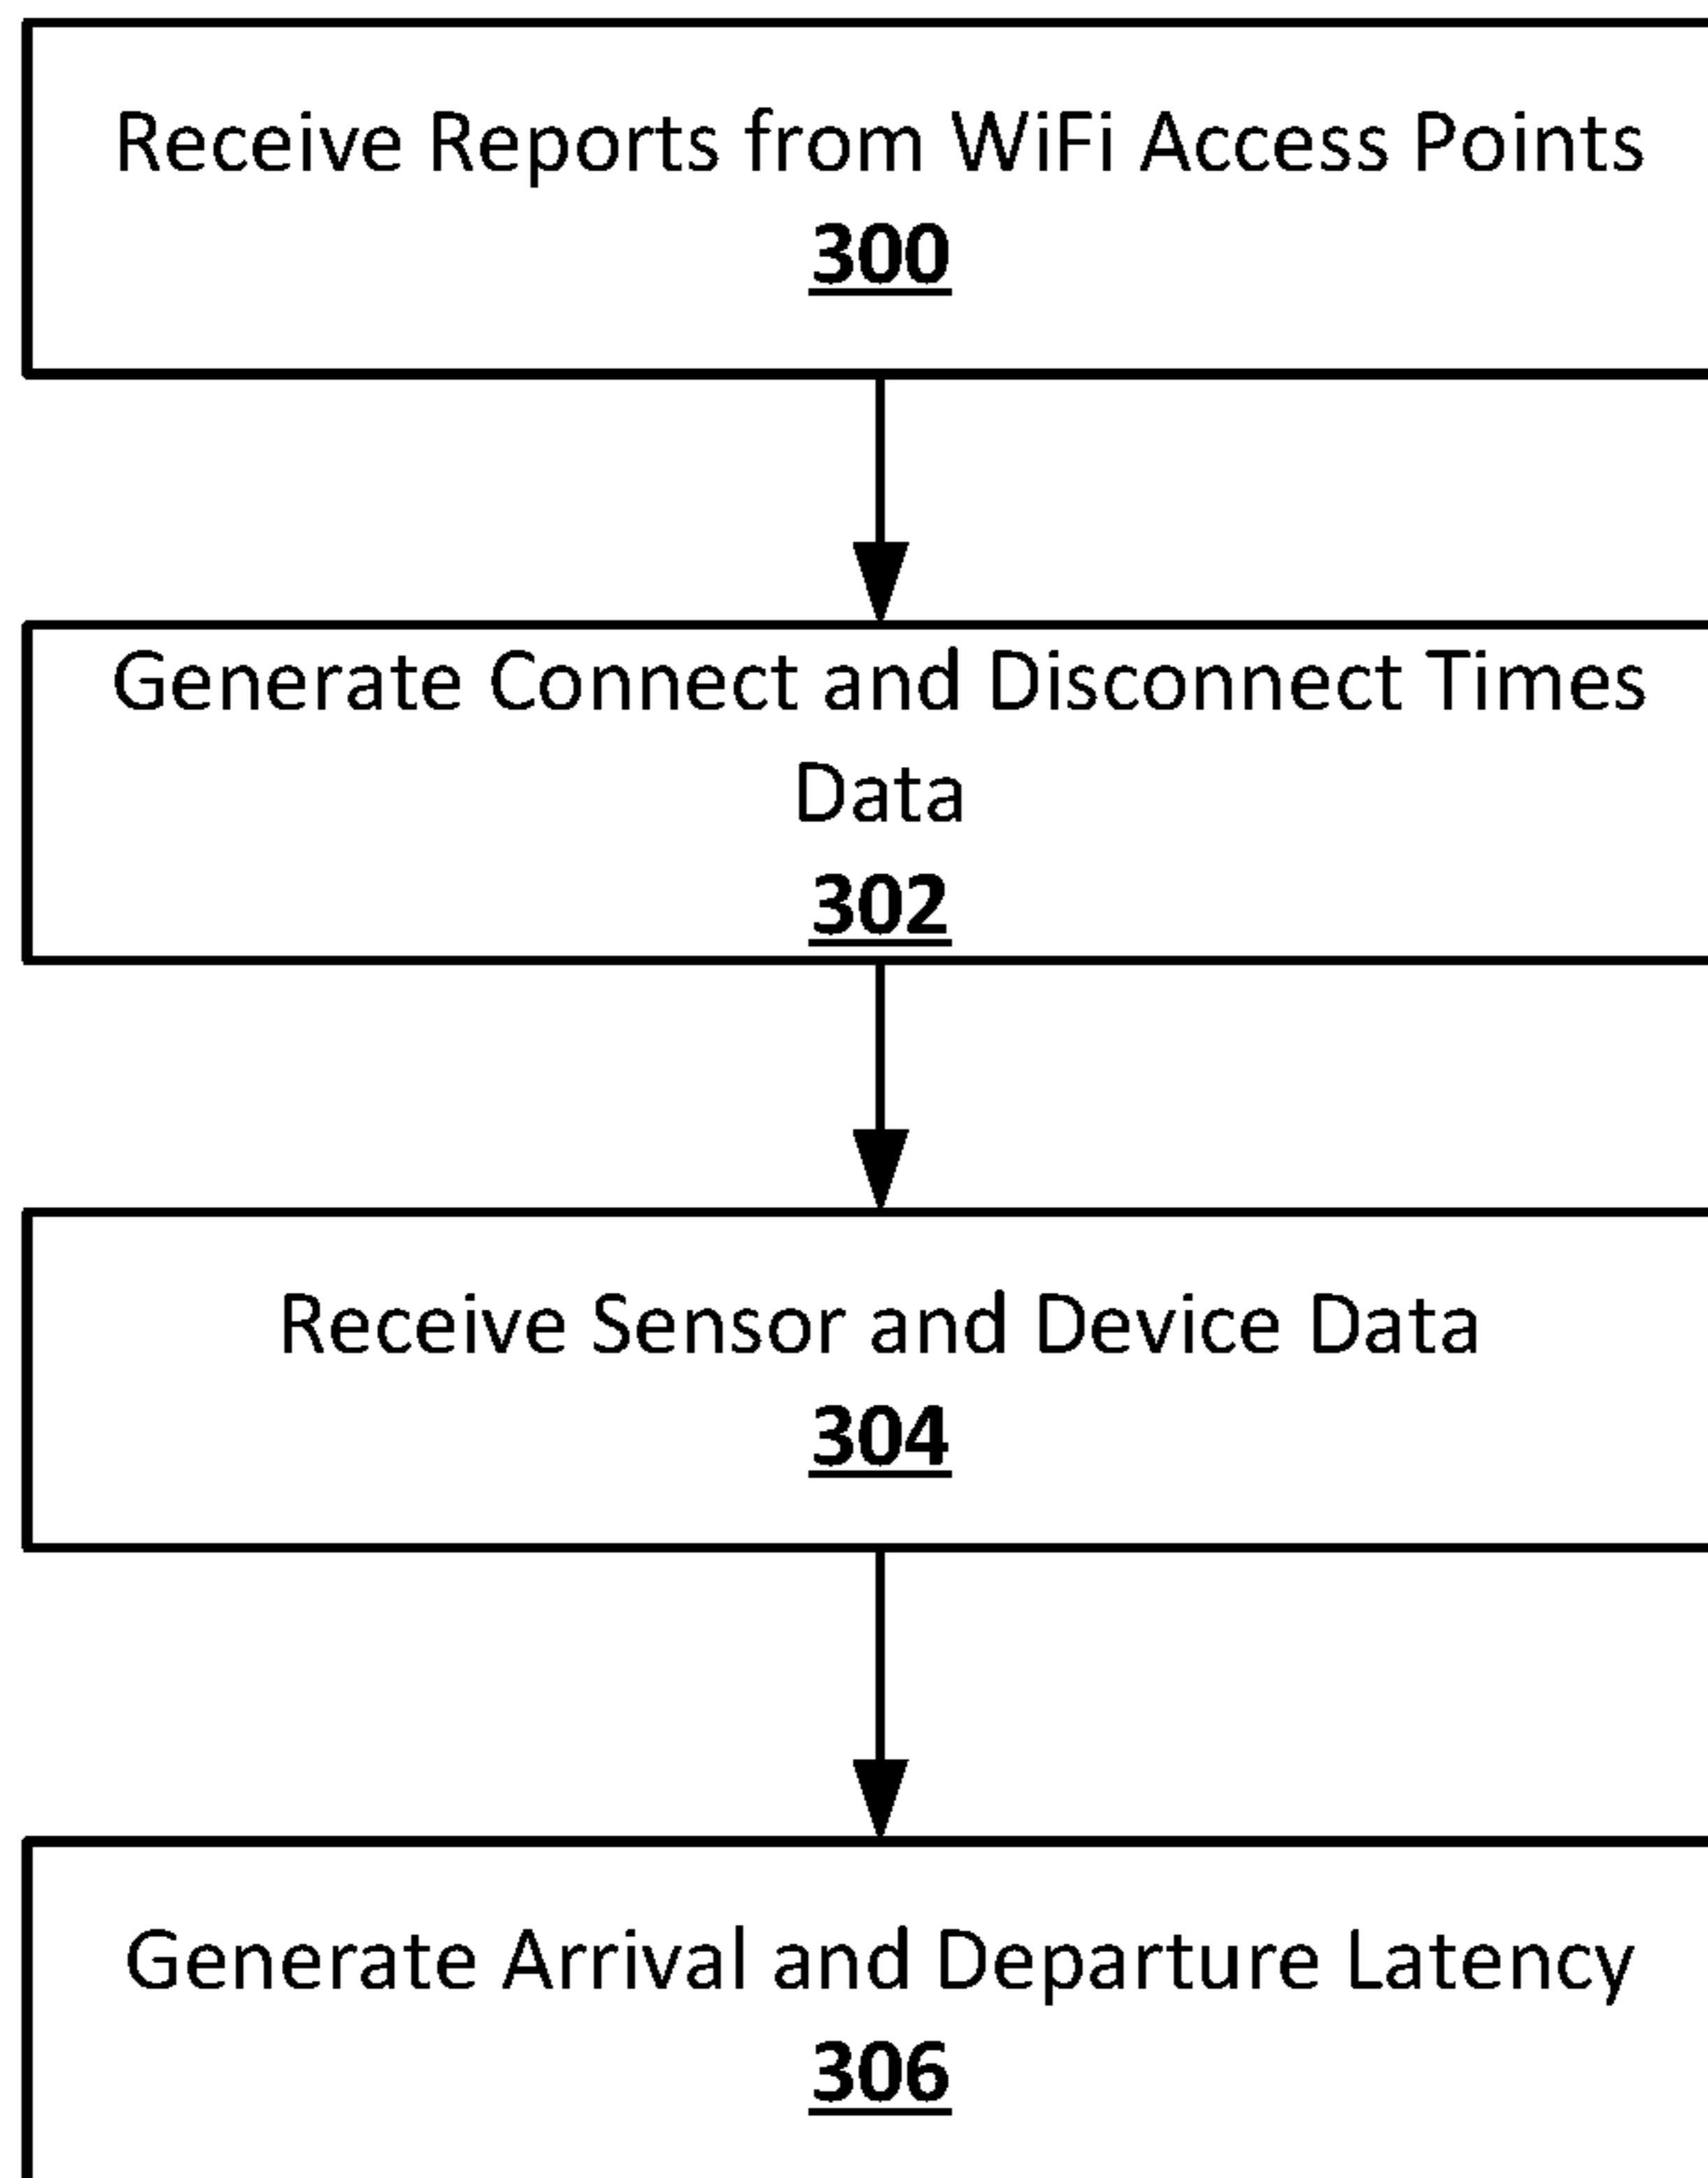 Receive Reports from WiFi Access Points
300
Generate Connect and Disconnect Times
Data
302
Receive Sensor and Device Data
304
Generate Arrival and Departure Latency
306